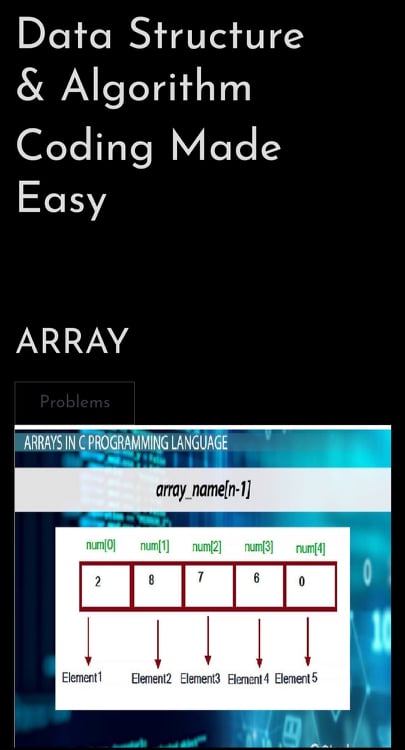 Data Structure
& Algorithm
Coding Made
Easy
ARRAY
Problems
ARRAYS IN C PROGRAMMING LANGUAGE
array_name[n-1]
num[0] num[1] num[2] num[3] num[4]
2 8 7 6 0
Element1 Element2 Element3 Element 4 Element 5